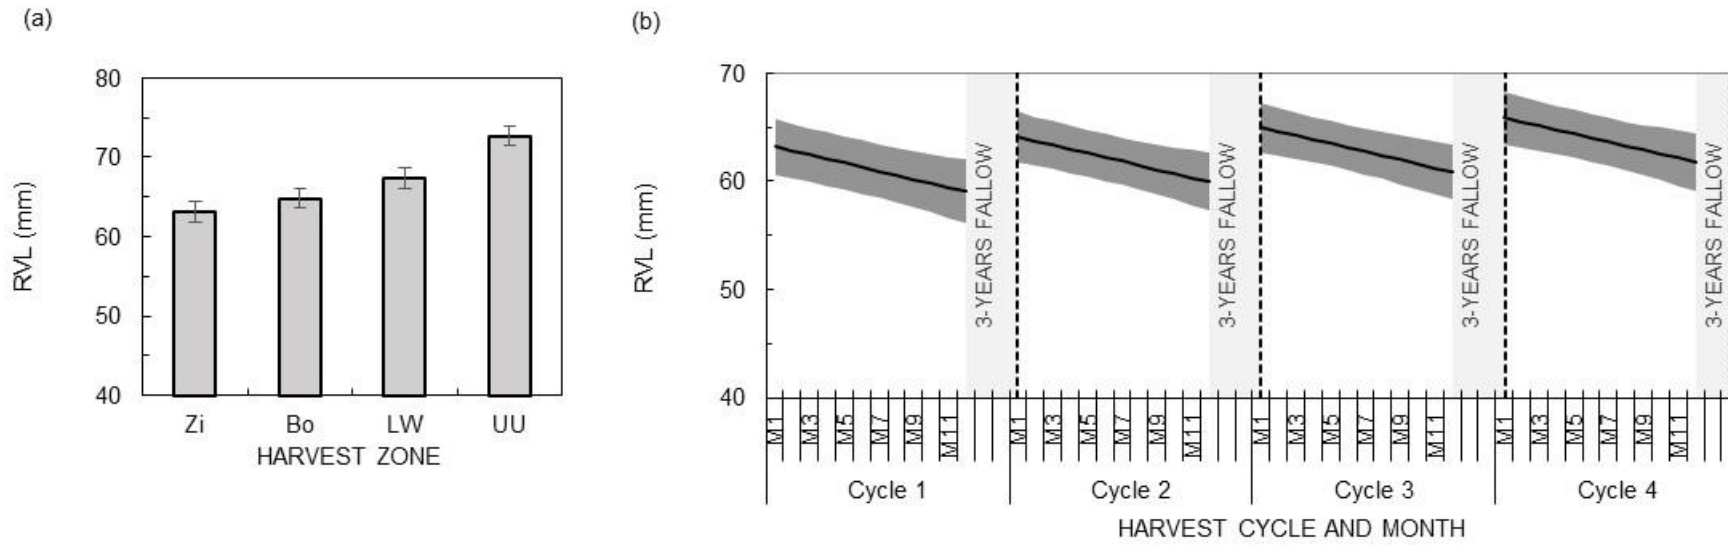 (a)
RVL (mm)
80
70
60
50
40
Zi Bo LW UU
HARVEST ZONE
(b)
RVL (mm)
70
60
50
40
3-YEARS FALLOW
3-YEARS FALLOW
3-YEARS FALLOW
3-YEARS FALLOW
M1 M3 M5 M7 M9 M11 M1 M3 M5 M7 M9 M11 M1 M3 M5 M7 M9 M11 M1 M3 M5 M7 M9 M11
Cycle 1 Cycle 2 Cycle 3 Cycle 4
HARVEST CYCLE AND MONTH